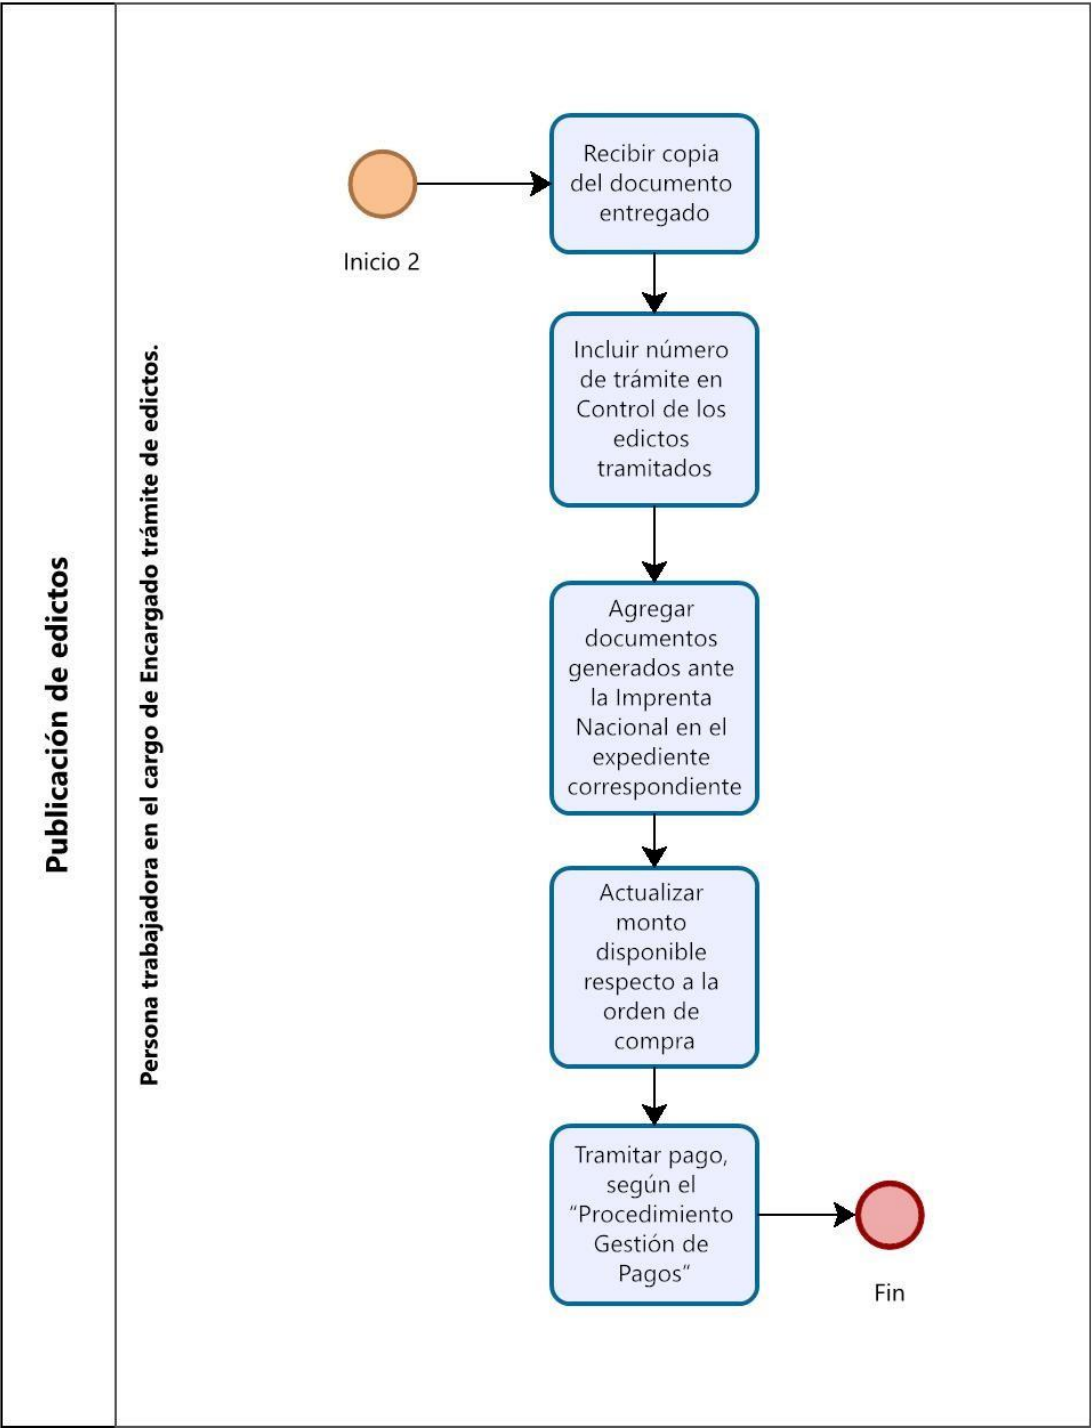 Publicación de edictos
Persona trabajadora en el cargo de Encargado trámite de edictos.
Inicio 2
Recibir copia
del documento
entregado
Incluir número
de trámite en
Control de los
edictos
tramitados
Agregar
documentos
generados ante
la Imprenta
Nacional en el
expediente
correspondiente
Actualizar
monto
disponible
respecto a la
orden de
compra
Tramitar pago,
según el
“Procedimiento
Gestión de
Pagos“
Fin